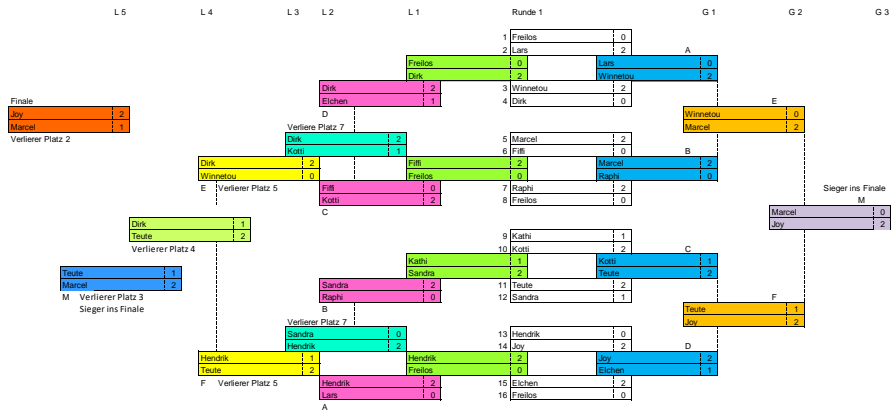 L 5 L 4 L 3 L 2 L 1 Runde 1 G 1 G 2 G 3
1 Freilos 0
2 Lars 2 A
Freilos 0 Lars 0
Dirk 2 Winnetou 2
Dirk 2 3 Winnetou 2
Elchen 1 4 Dirk 0
Finale D E
Joy 2 Winnetou 0
Marcel 1 Verliere Platz 7 Marcel 2
Verlierer Platz 2
Dirk 2 5 Marcel 2
Kotti 1 6 Fiffi 0 B
Dirk 2 Fiffi 2 Marcel 2
Winnetou 0 Freilos 0 Raphi 0
E Verlierer Platz 5 Fiffi 0 7 Raphi 2 Sieger ins Finale
Kotti 2 8 Freilos 0 M
C Marcel 0
Dirk 1 Joy 2
Teute 2 9 Kathi 1
Verlierer Platz 4 10 Kotti 2 C
Kathi 1 Kotti 1
Teute 1 Sandra 2 Teute 2
Marcel 2 Sandra 2 11 Teute 2
M Verlierer Platz 3 Raphi 0 12 Sandra 1 F
Sieger ins Finale B Teute 1
Verlierer Platz 7 Joy 2
Sandra 0 13 Hendrik 0
Hendrik 2 14 Joy 2 D
Hendrik 1 Hendrik 2 Joy 2
Teute 2 Freilos 0 Elchen 1
F Verlierer Platz 5 Hendrik 2 15 Elchen 2
Lars 0 16 Freilos 0
A